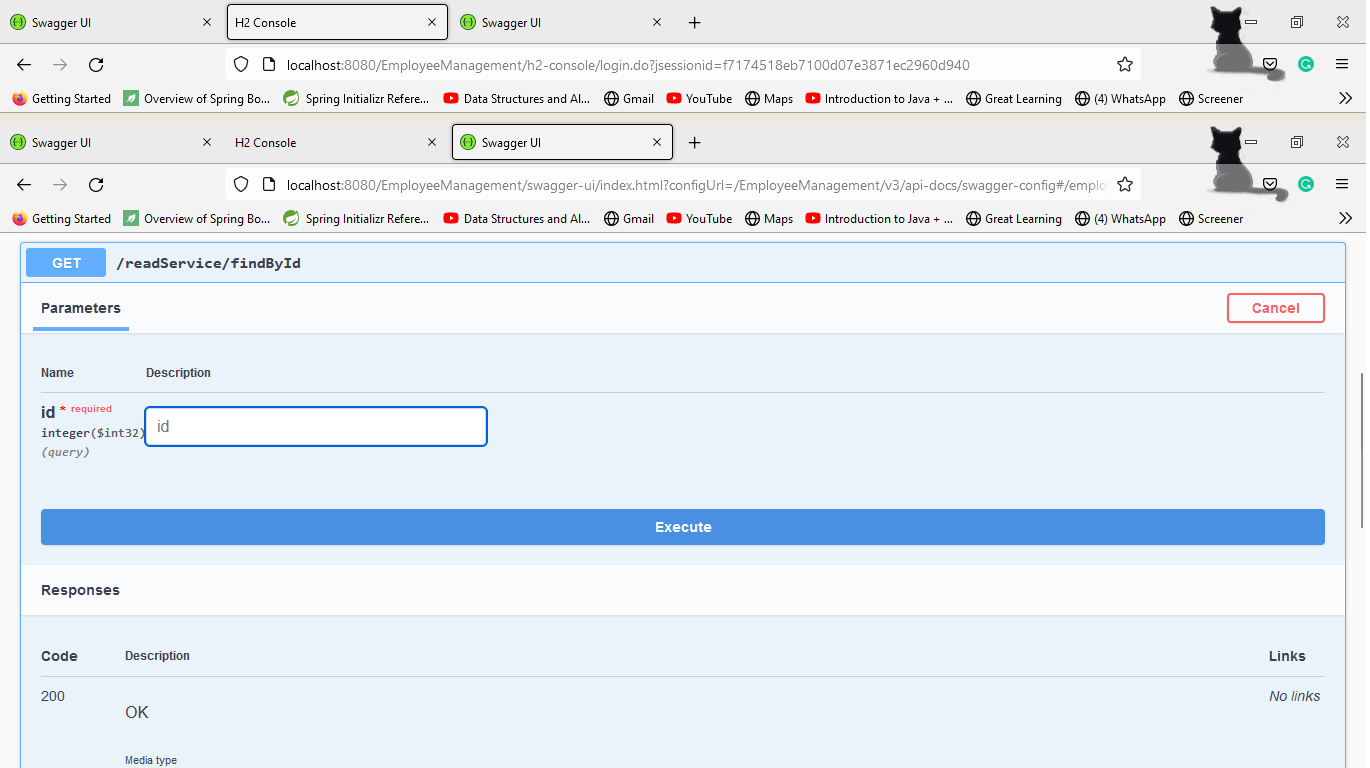 Swagger UI H2 Console Swagger UI
localhost:8080/EmployeeManagement/h2-console/login.do?jsessionid=f7174518eb7100d07e3871ec2960d940
Getting Started Overview of Spring Bo... Spring Initializr Refere... Data Structures and Al... Gmail YouTube Maps Introduction to Java + ... Great Learning (4) WhatsApp Screener
Swagger UI H2 Console Swagger UI
localhost:8080/EmployeeManagement/swagger-ui/index.html?configUrl=/EmployeeManagement/v3/api-docs/swagger-config#/emplo
Getting Started Overview of Spring Bo... Spring Initializr Refere... Data Structures and Al... Gmail YouTube Maps Introduction to Java + ... Great Learning (4) WhatsApp Screener
GET /readService/findById
Parameters Cancel
Name Description
id * required
integer($int32) id
(query)
Execute
Responses
Code Description Links
200 No links
OK
Media type